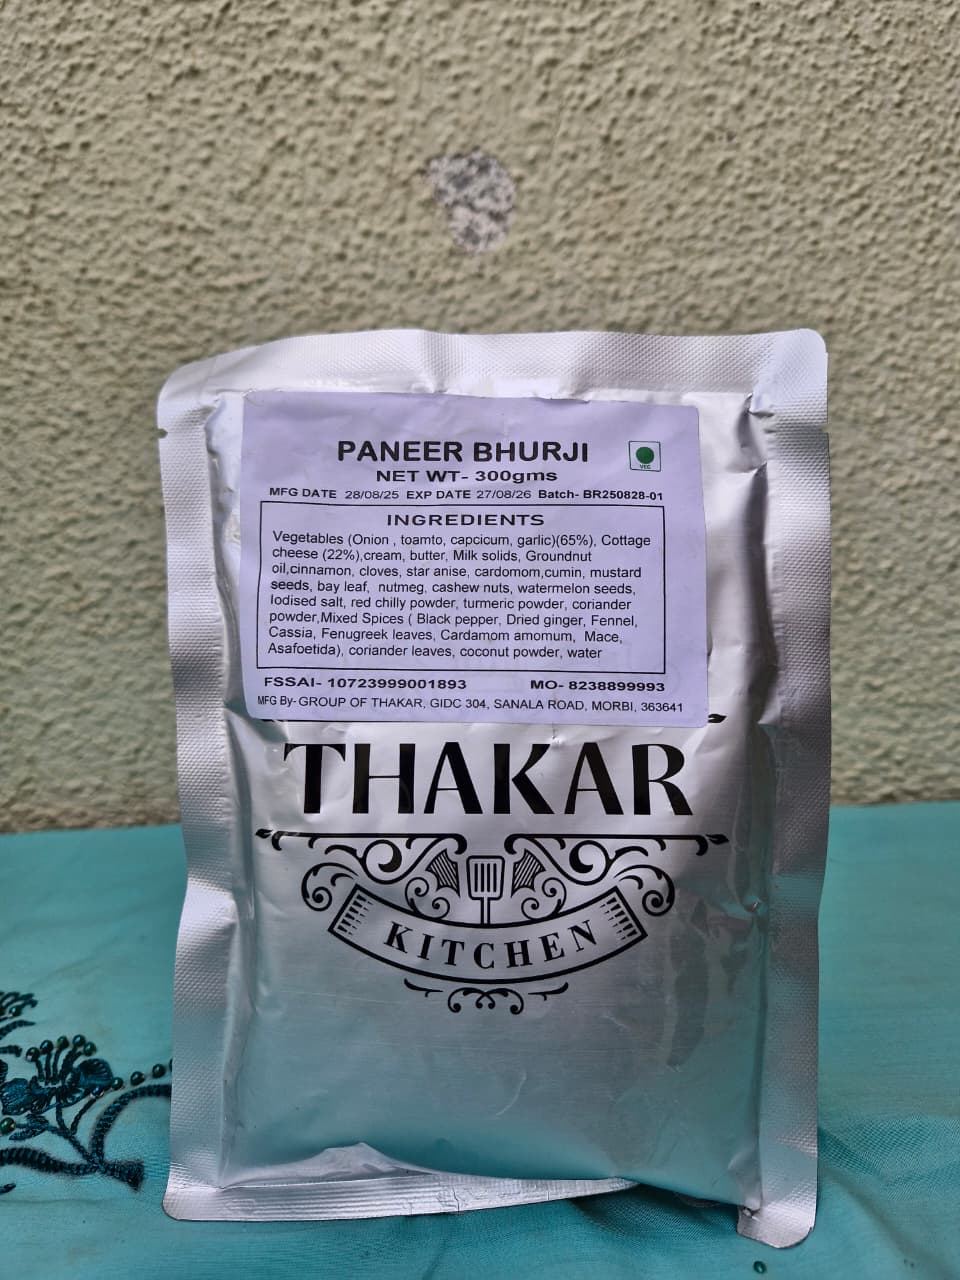 PANEER BHURJI
VEG
NET WT- 300gms
MFG DATE 28/08/25 EXP DATE 27/08/26 Batch- BR250828-01
INGREDIENTS
Vegetables (Onion , toamto, capcicum, garlic)(65%), Cottage
cheese (22%),cream, butter, Milk solids, Groundnut
oil,cinnamon, cloves, star anise, cardomom,cumin, mustard
seeds, bay leaf, nutmeg, cashew nuts, watermelon seeds,
Iodised salt, red chilly powder, turmeric powder, coriander
powder,Mixed Spices ( Black pepper, Dried ginger, Fennel,
Cassia, Fenugreek leaves, Cardamom amomum, Mace,
Asafoetida), coriander leaves, coconut powder, water
FSSAI- 10723999001893 MO- 8238899993
MFG By- GROUP OF THAKAR, GIDC 304, SANALA ROAD, MORBI, 363641
THAKAR
KITCHEN